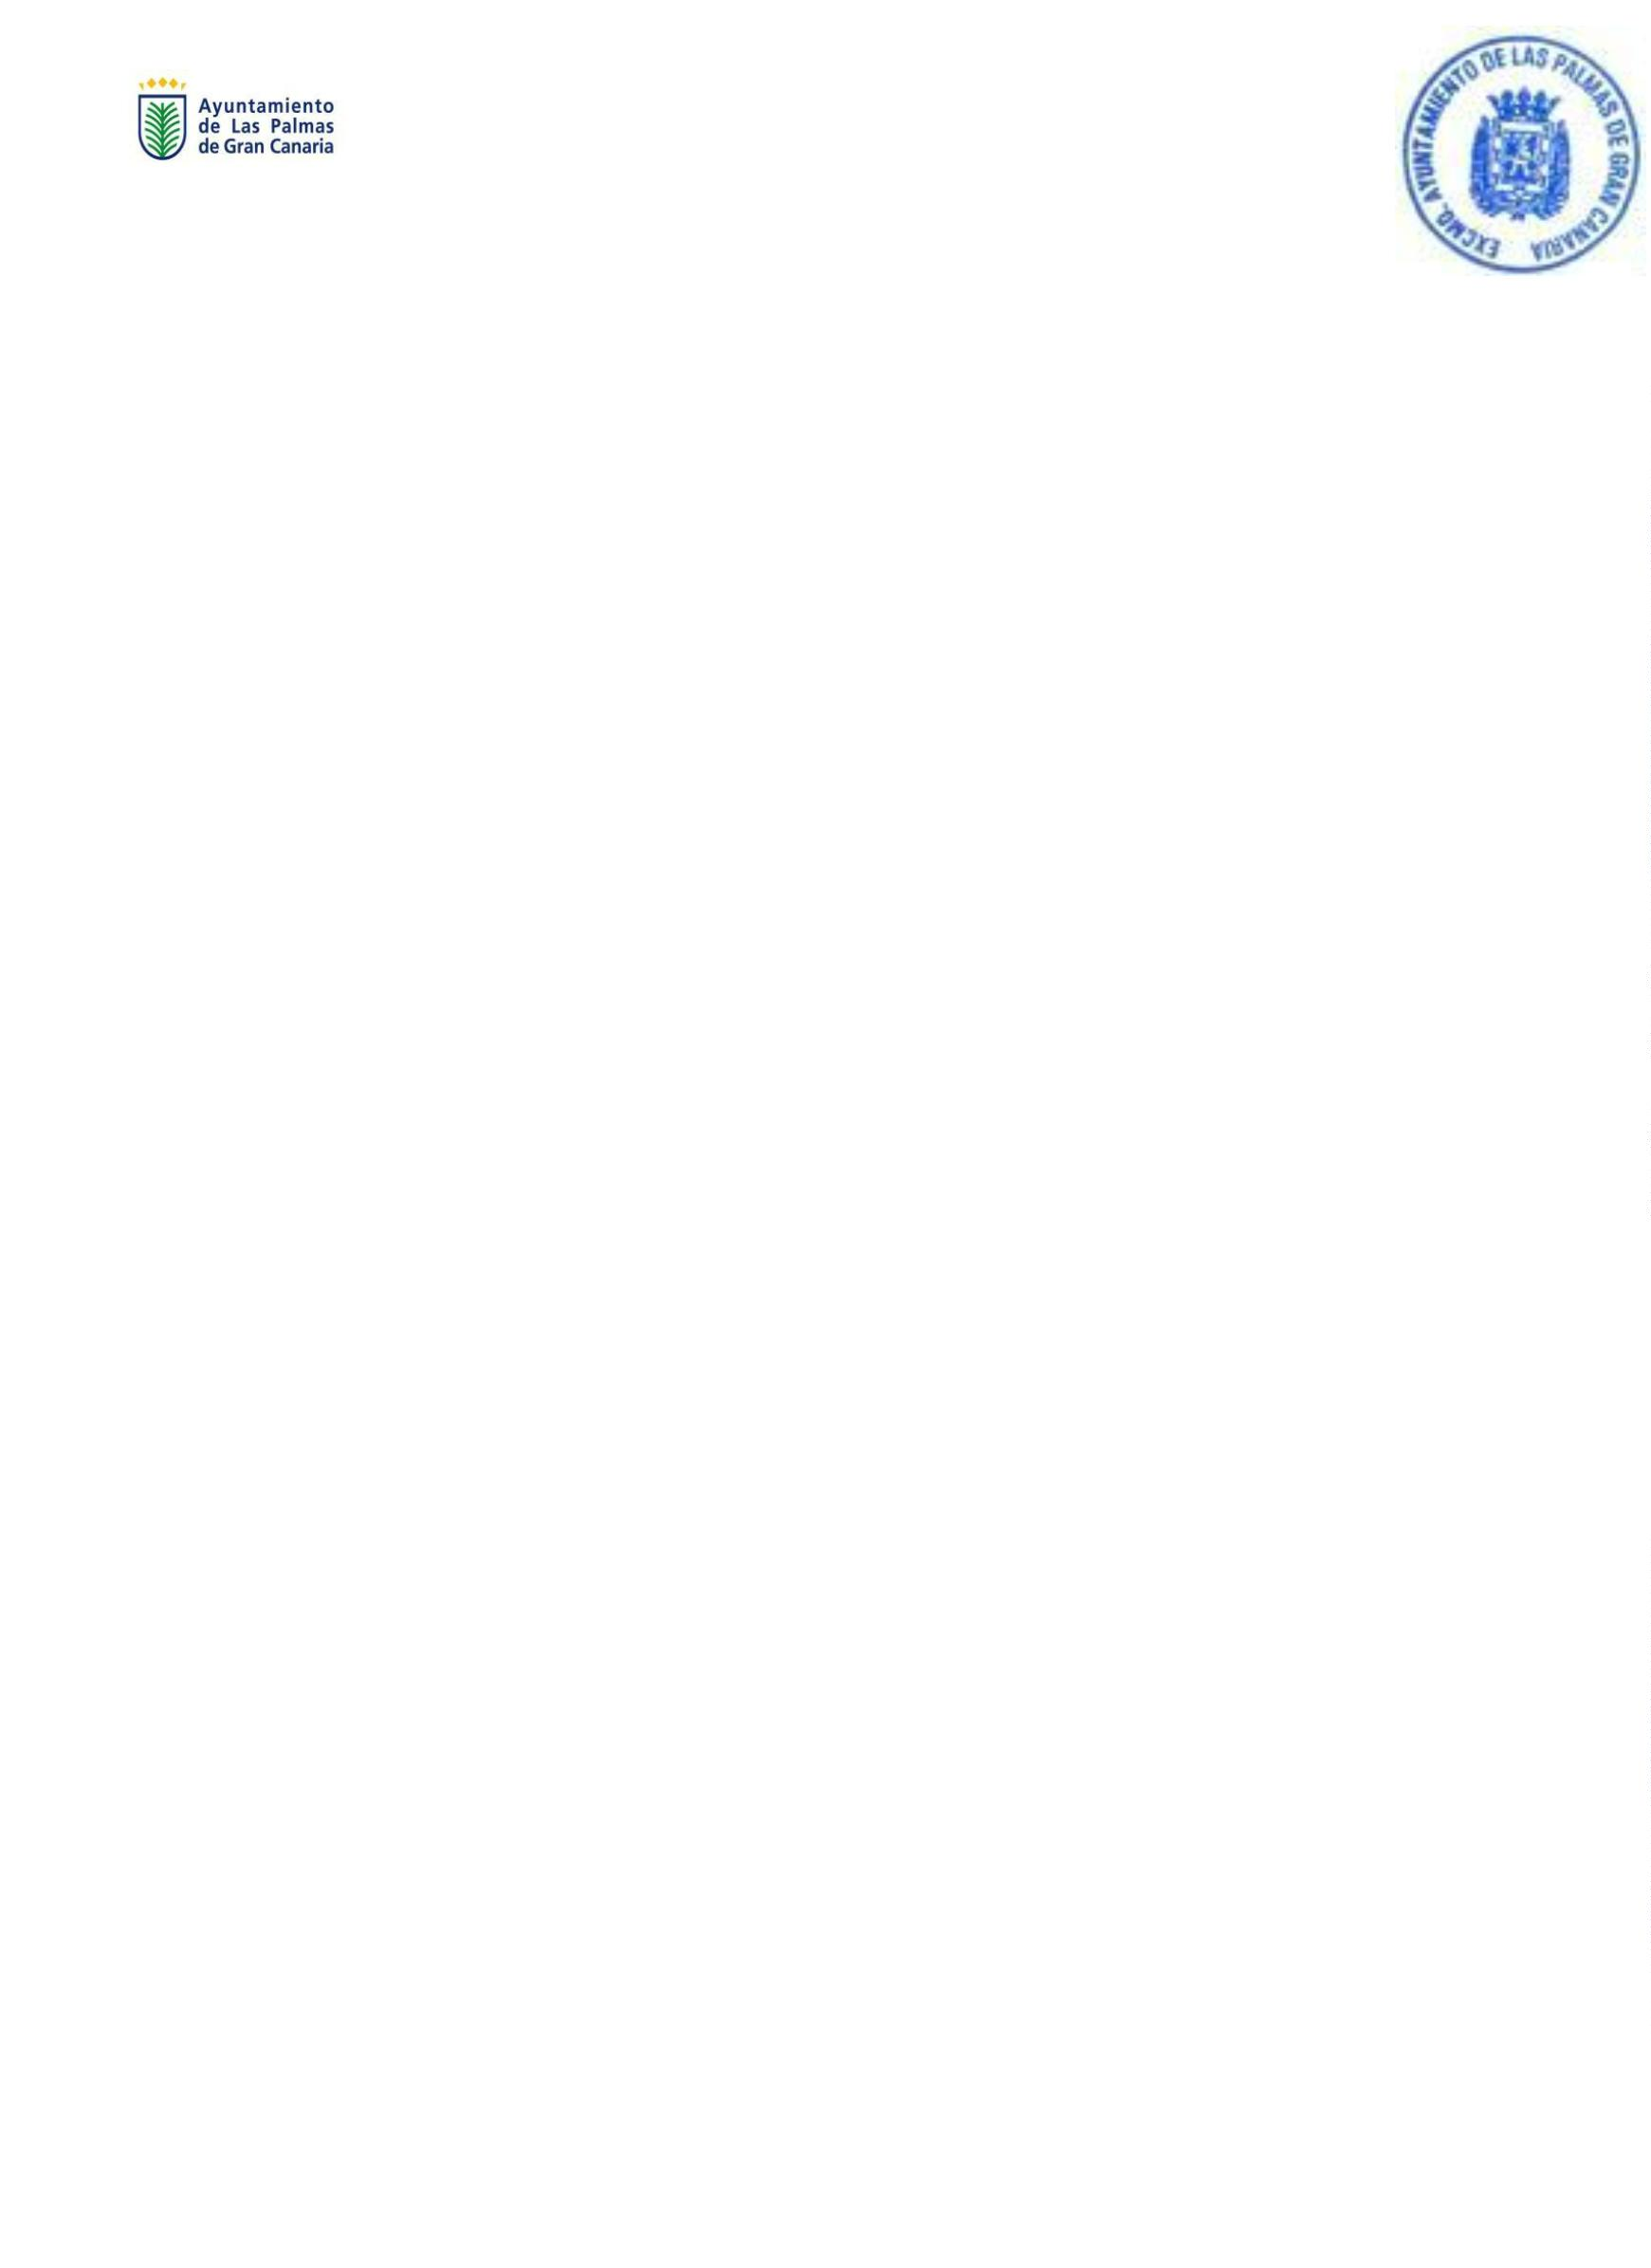 Ayuntamiento
de Las Palmas
de Gran Canaria
EXCMO. AYUNTAMIENTO DE LAS PALMAS DE GRAN CANARIA